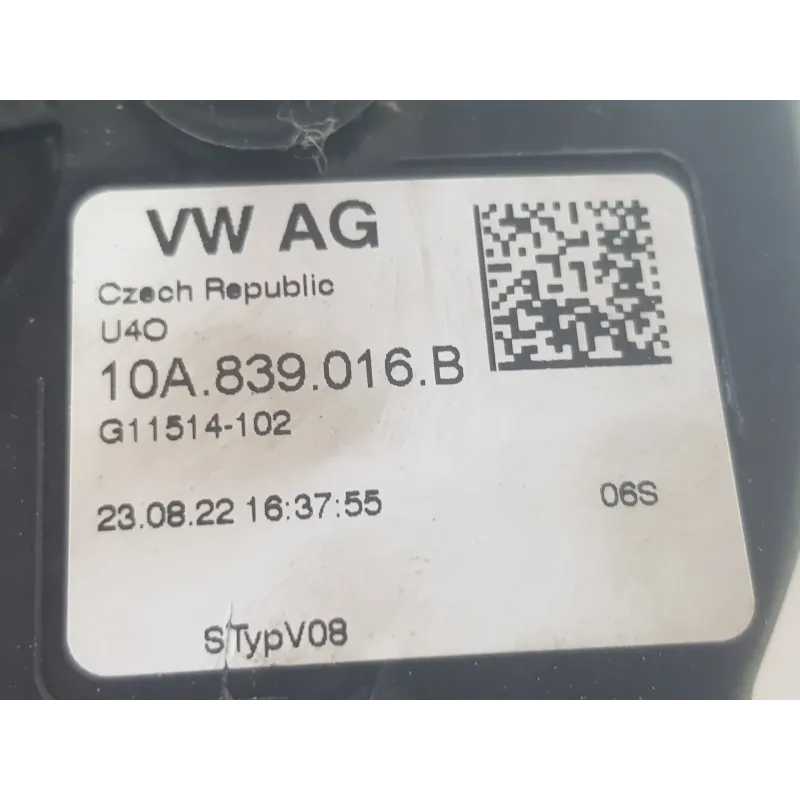 VW AG
Czech Republic
U4O
10A.839.016.B
G11514-102
23.08.22 16:37:55
06S
STypV08